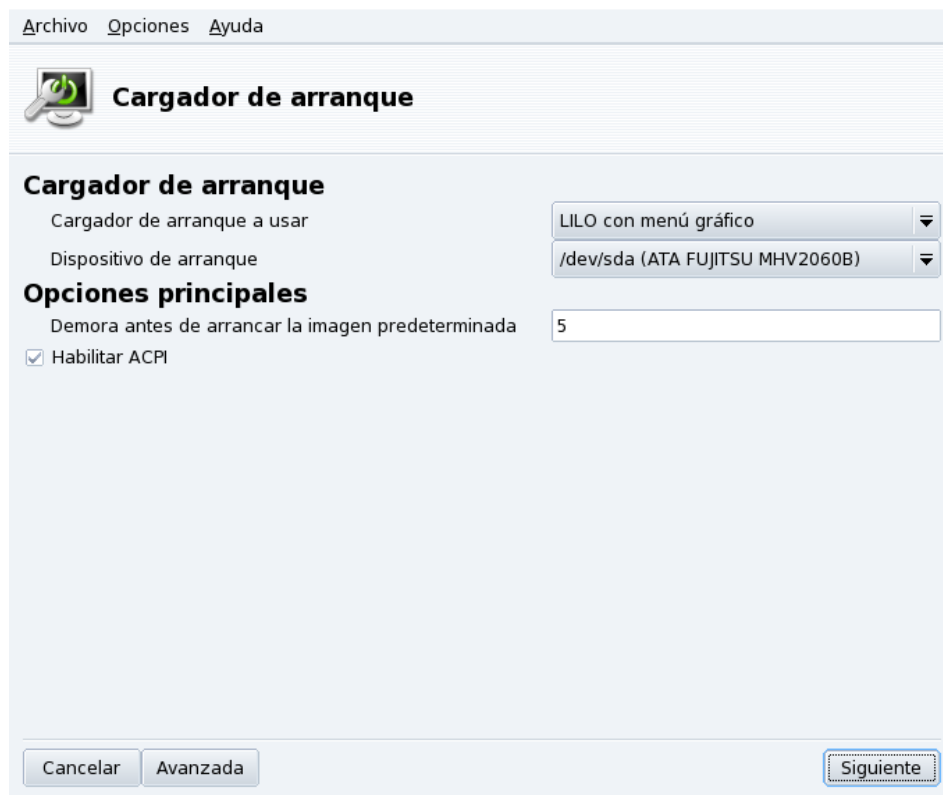 Archivo Opciones Ayuda
Cargador de arranque
Cargador de arranque
Cargador de arranque a usar LILO con menú gráfico
Dispositivo de arranque /dev/sda (ATA FUJITSU MHV2060B)
Opciones principales
Demora antes de arrancar la imagen predeterminada 5
Habilitar ACPI
Cancelar Avanzada Siguiente